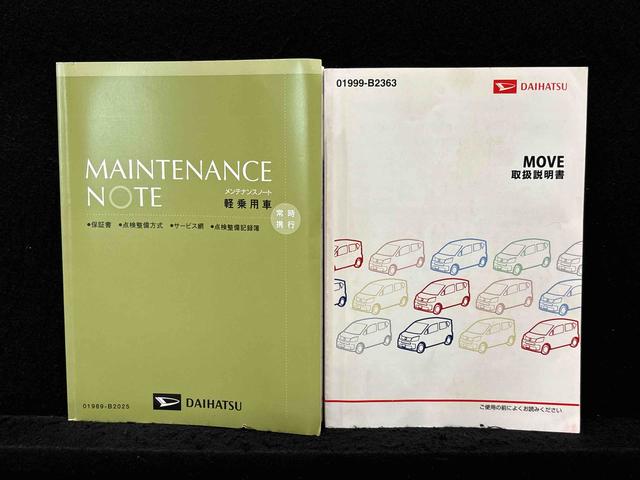 MAINTENANCE
NOTE
メンテナンスノート
軽乗用車
常時
携行
●保証書 ●点検整備方式 ●サービス網 ●点検整備記録簿
01989-B2025
DAIHATSU
01999-B2363
DAIHATSU
MOVE
取扱説明書
ご使用の前によくお読みください